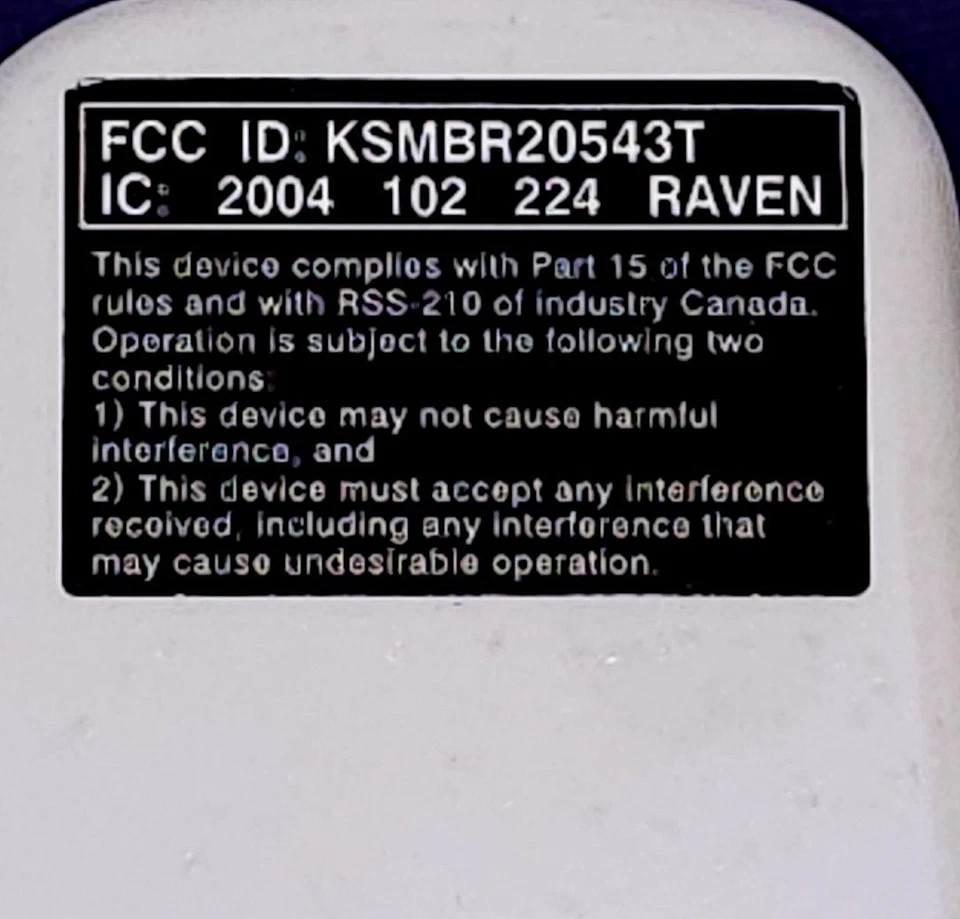 FCC ID: KSMBR20543T
IC: 2004 102 224 RAVEN
This device complies with Part 15 of the FCC
rules and with RSS-210 of Industry Canada.
Operation is subject to the following two
conditions:
1) This device may not cause harmful
interference, and
2) This device must accept any interference
received, including any interference that
may cause undesirable operation.